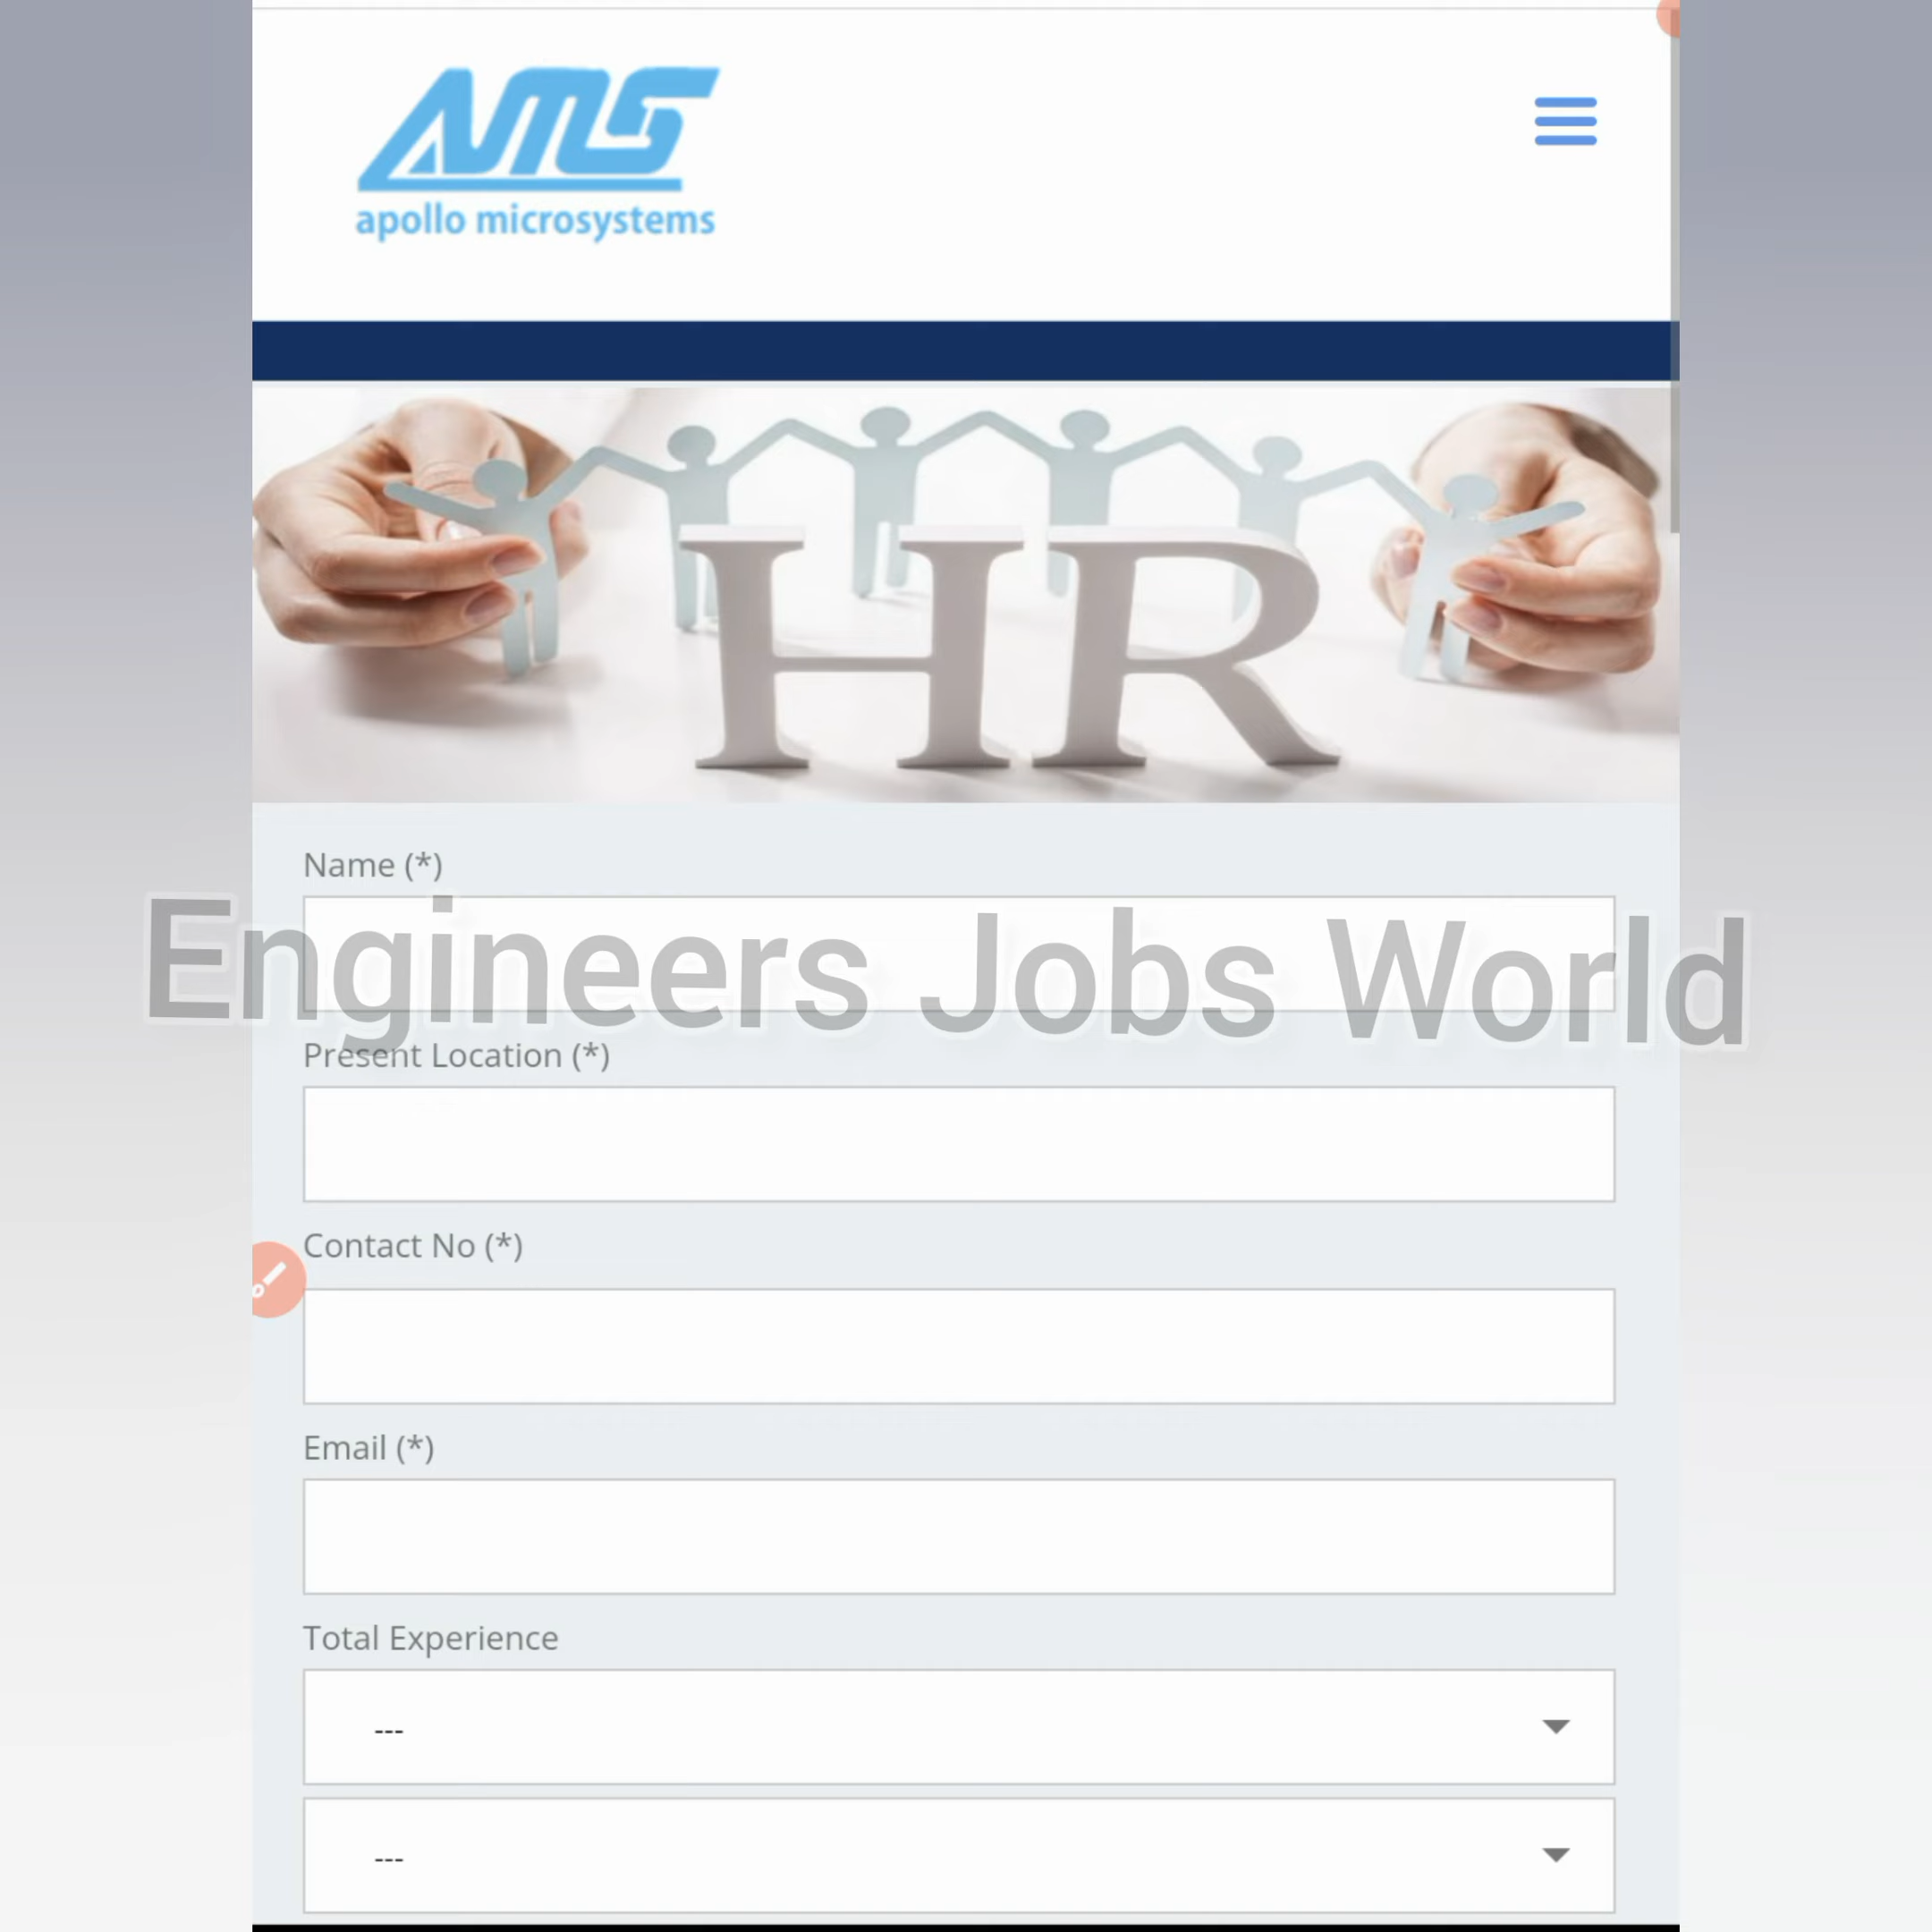 AMS
apollo microsystems
HR
Name (*)
Engineers Jobs World
Present Location (*)
Contact No (*)
Email (*)
Total Experience
---
---